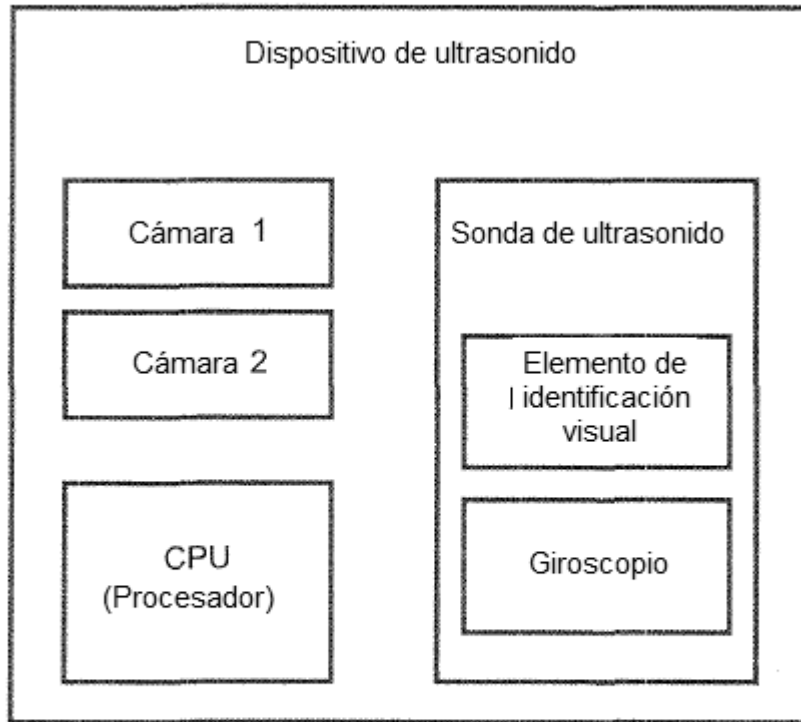 Dispositivo de ultrasonido
Cámara 1
Cámara 2
CPU
(Procesador)
Sonda de ultrasonido
Elemento de
identificación
visual
Giroscopio